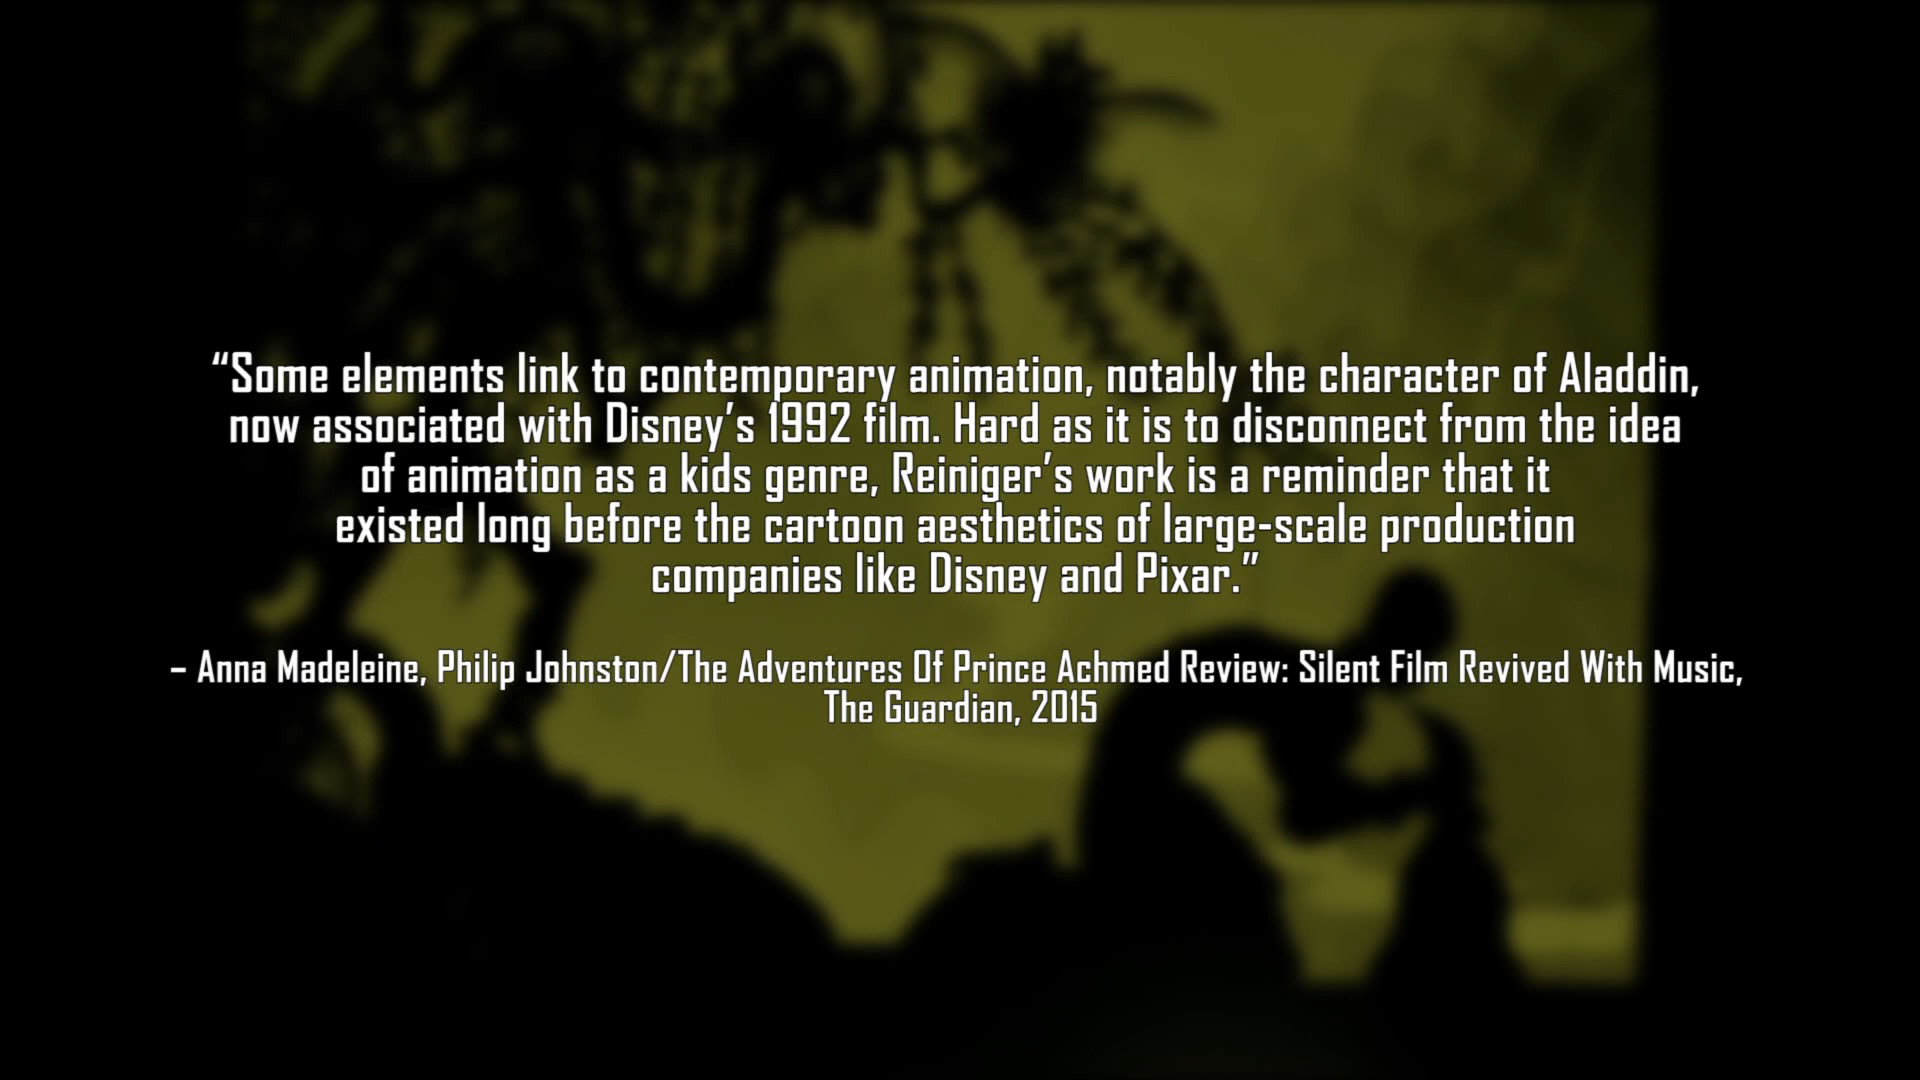 “Some elements link to contemporary animation, notably the character of Aladdin,
now associated with Disney’s 1992 film. Hard as it is to disconnect from the idea
of animation as a kids genre, Reiniger’s work is a reminder that it
existed long before the cartoon aesthetics of large-scale production
companies like Disney and Pixar.”
– Anna Madeleine, Philip Johnston/The Adventures Of Prince Achmed Review: Silent Film Revived With Music,
The Guardian, 2015